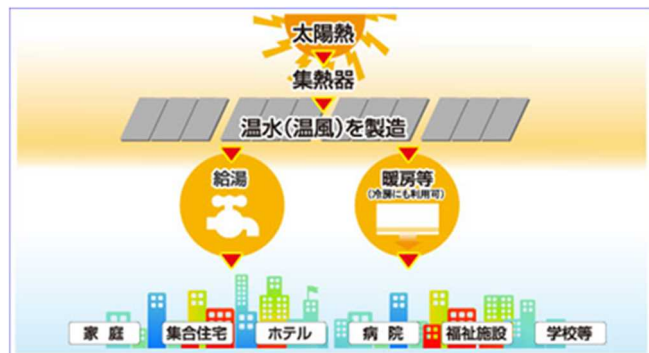 太陽熱
集熱器
温水(温風)を製造
給湯
暖房等
(冷房にも利用可)
家庭
集合住宅
ホテル
病院
福祉施設
学校等